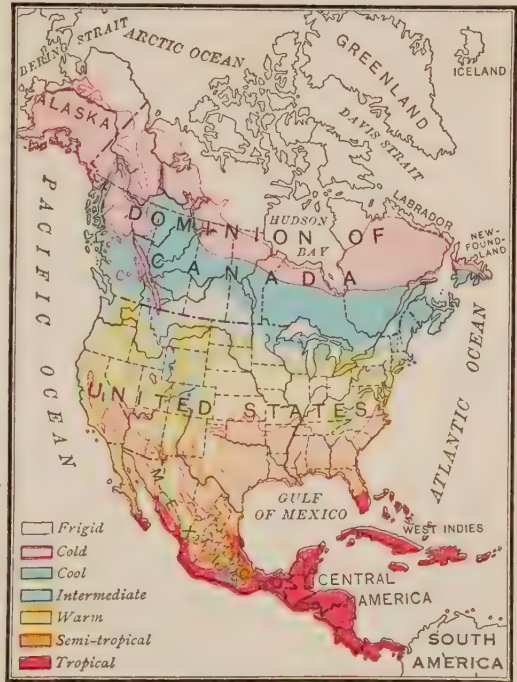 BERING STRAIT
ARCTIC OCEAN
GREENLAND
ICELAND
ALASKA
DAVIS STRAIT
LABRADOR
HUDSON
BAY
DOMINION OF
CANADA
NEW-
FOUND-
LAND
PACIFIC OCEAN
ATLANTIC OCEAN
UNITED STATES
MEXICO
GULF
OF MEXICO
WEST INDIES
CENTRAL
AMERICA
SOUTH
AMERICA
Frigid
Cold
Cool
Intermediate
Warm
Semi-tropical
Tropical